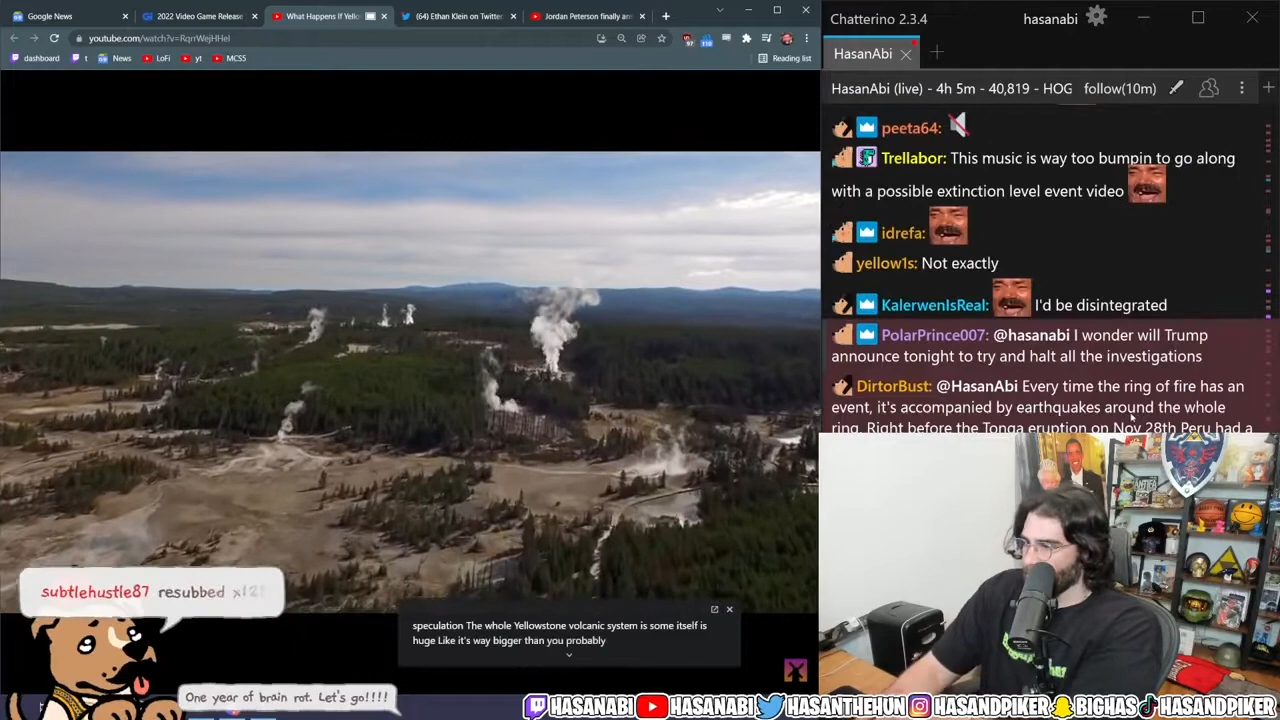 Google News
2022 Video Game Release
What Happens If Yello
(64) Ethan Klein on Twitter
Jordan Peterson finally an
youtube.com/watch?v=RqrrWejHHeI
dashboard
t
News
LoFi
yt
MCSS
Reading list
Chatterino 2.3.4
hasanabi
HasanAbi
HasanAbi (live) - 4h 5m - 40,819 - HOG
follow(10m)
peeta64:
Trellabor: This music is way too bumpin to go along
with a possible extinction level event video
idrefa:
yellow1s: Not exactly
KalerwenIsReal: I'd be disintegrated
PolarPrince007: @hasanabi I wonder will Trump
announce tonight to try and halt all the investigations
DirtorBust: @HasanAbi Every time the ring of fire has an
event, it's accompanied by earthquakes around the whole
ring. Right before the Tonga eruption on Nov 28th Peru had a
subtlehustle87 resubbed
One year of brain rot. Let's go!!!!
speculation The whole Yellowstone volcanic system is some itself is
huge Like it's way bigger than you probably
HASANABI
HASANABI
HASANTHEHUN
HASANDPIKER
BIGHAS
HASANDPIKER